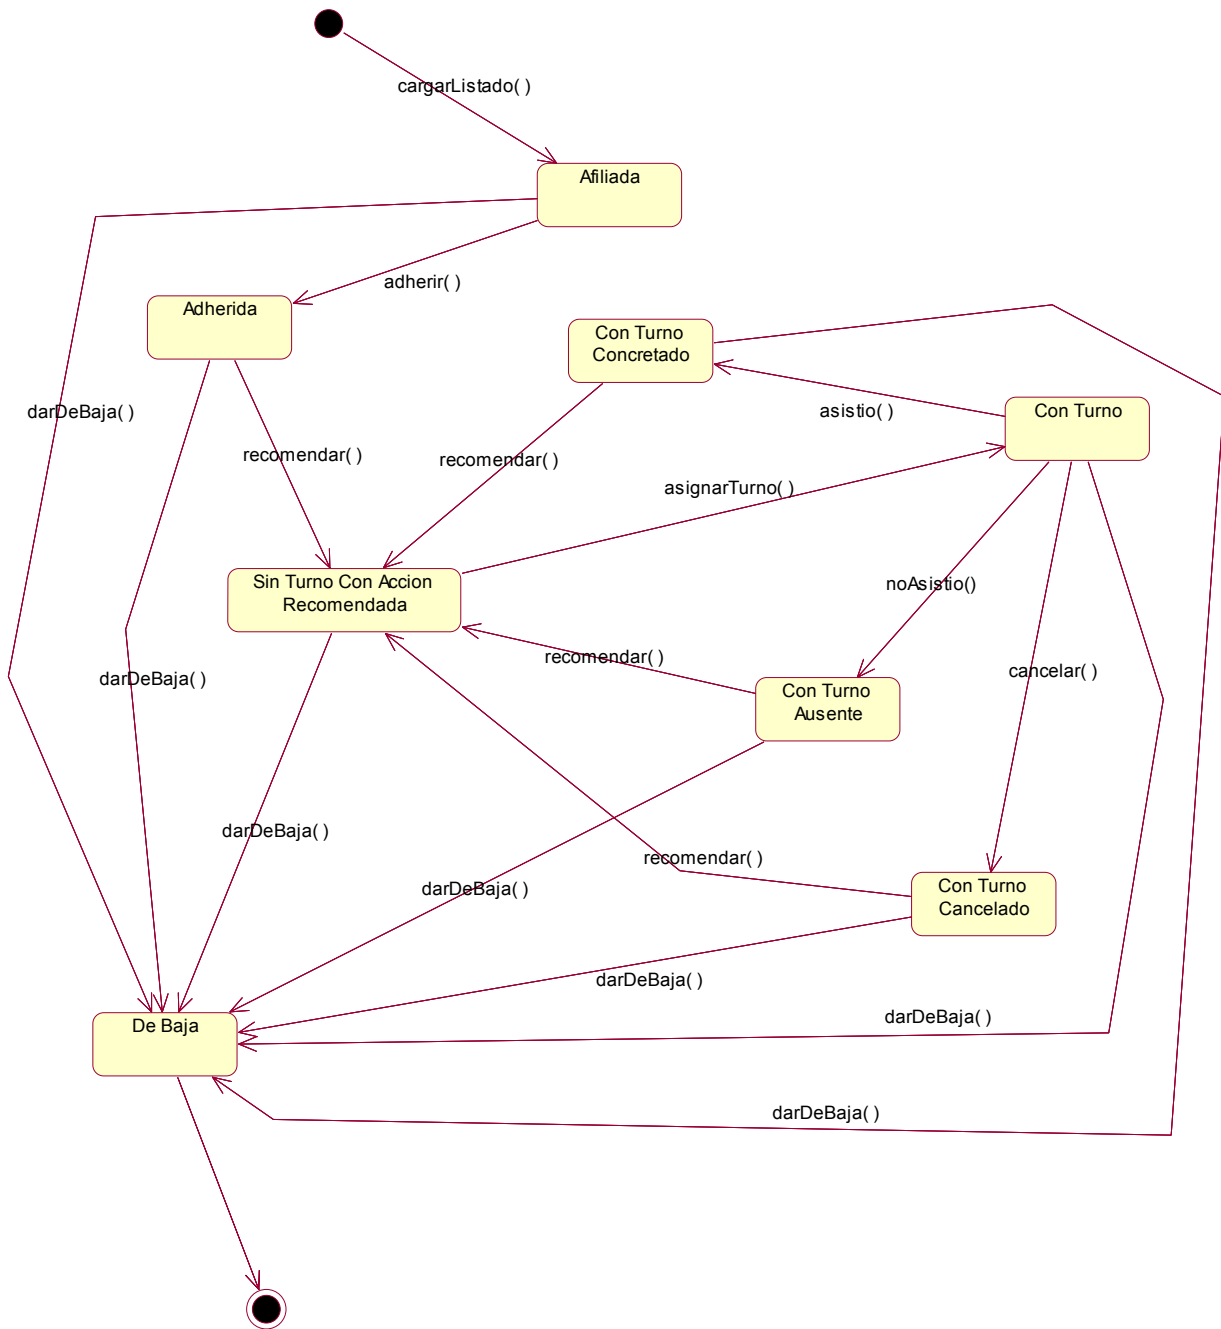 cargarListado( )
Afiliada
adherir( )
Adherida
Con Turno
Concretado
darDeBaja( )
asistio( )
Con Turno
recomendar( )
recomendar( )
asignarTurno( )
Sin Turno Con Accion
Recomendada
noAsistio()
recomendar( )
cancelar( )
darDeBaja( )
Con Turno
Ausente
darDeBaja( )
recomendar( )
darDeBaja( )
Con Turno
Cancelado
darDeBaja( )
De Baja
darDeBaja( )
darDeBaja( )